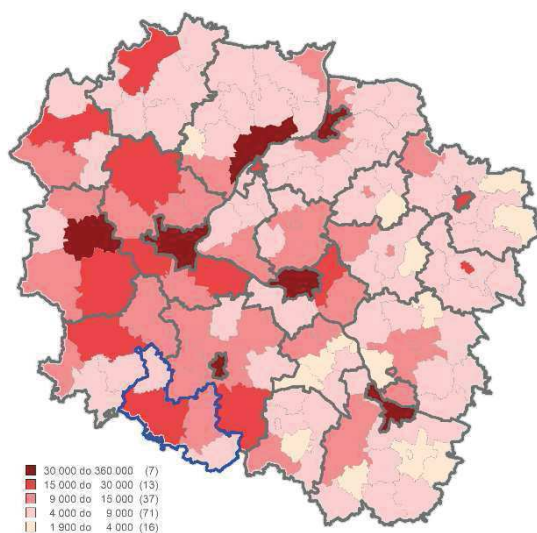 30 000 do 360 000 (7)
15 000 do 30 000 (13)
9 000 do 15 000 (37)
4 000 do 9 000 (71)
1 900 do 4 000 (16)